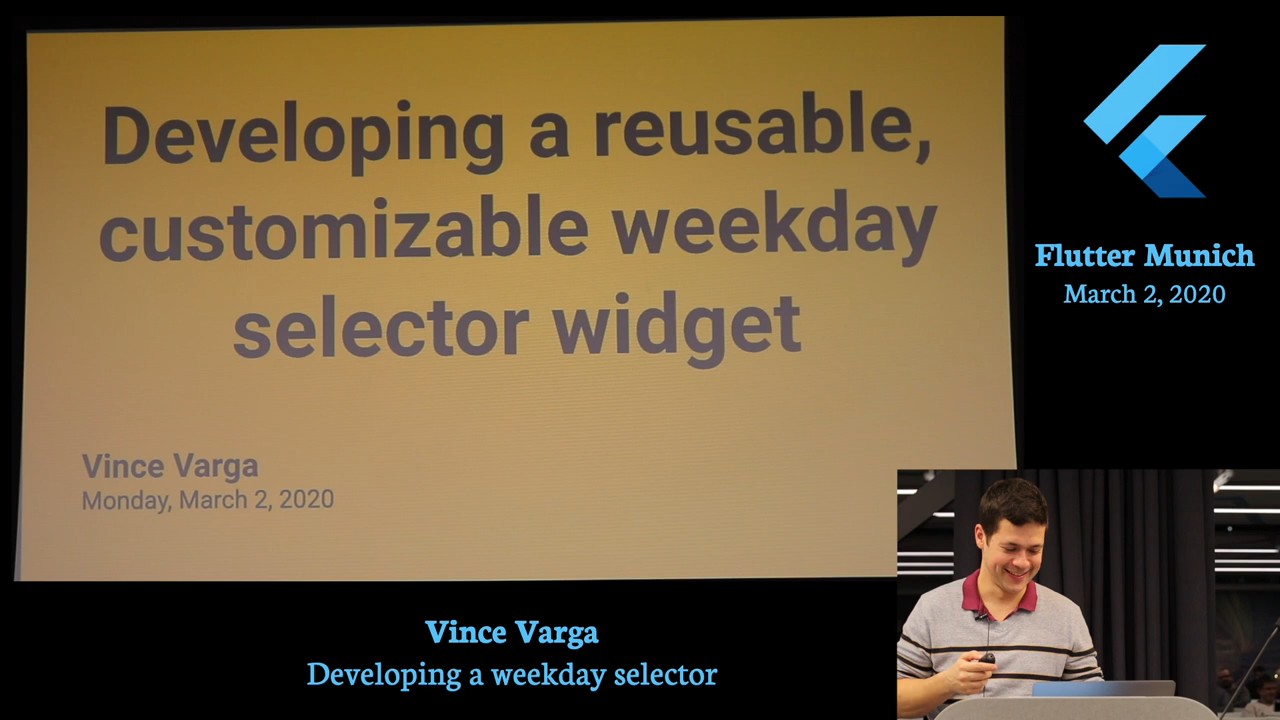 Developing a reusable,
customizable weekday
selector widget
Vince Varga
Monday, March 2, 2020
Flutter Munich
March 2, 2020
Vince Varga
Developing a weekday selector